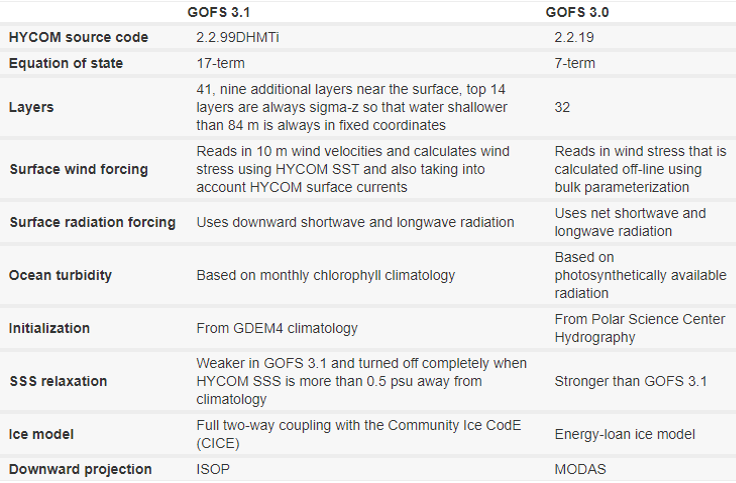 GOFS 3.1 GOFS 3.0
HYCOM source code 2.2.99DHMTi 2.2.19
Equation of state 17-term 7-term
Layers
41, nine additional layers near the surface, top 14
layers are always sigma-z so that water shallower
than 84 m is always in fixed coordinates
32
Surface wind forcing
Reads in 10 m wind velocities and calculates wind
stress using HYCOM SST and also taking into
account HYCOM surface currents
Reads in wind stress that is
calculated off-line using
bulk parameterization
Surface radiation forcing Uses downward shortwave and longwave radiation
Uses net shortwave and
longwave radiation
Ocean turbidity Based on monthly chlorophyll climatology
Based on
photosynthetically available
radiation
Initialization From GDEM4 climatology
From Polar Science Center
Hydrography
SSS relaxation
Weaker in GOFS 3.1 and turned off completely when
HYCOM SSS is more than 0.5 psu away from
climatology
Stronger than GOFS 3.1
Ice model
Full two-way coupling with the Community Ice CodE
(CICE)
Energy-loan ice model
Downward projection ISOP MODAS